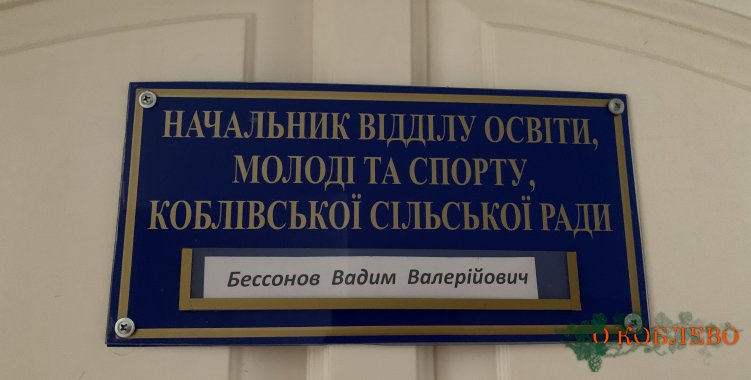 НАЧАЛЬНИК ВІДДІЛУ ОСВІТИ,
МОЛОДІ ТА СПОРТУ,
КОБЛІВСЬКОЇ СІЛЬСЬКОЇ РАДИ
Бессонов Вадим Валерійович
О КОБЛЕВО